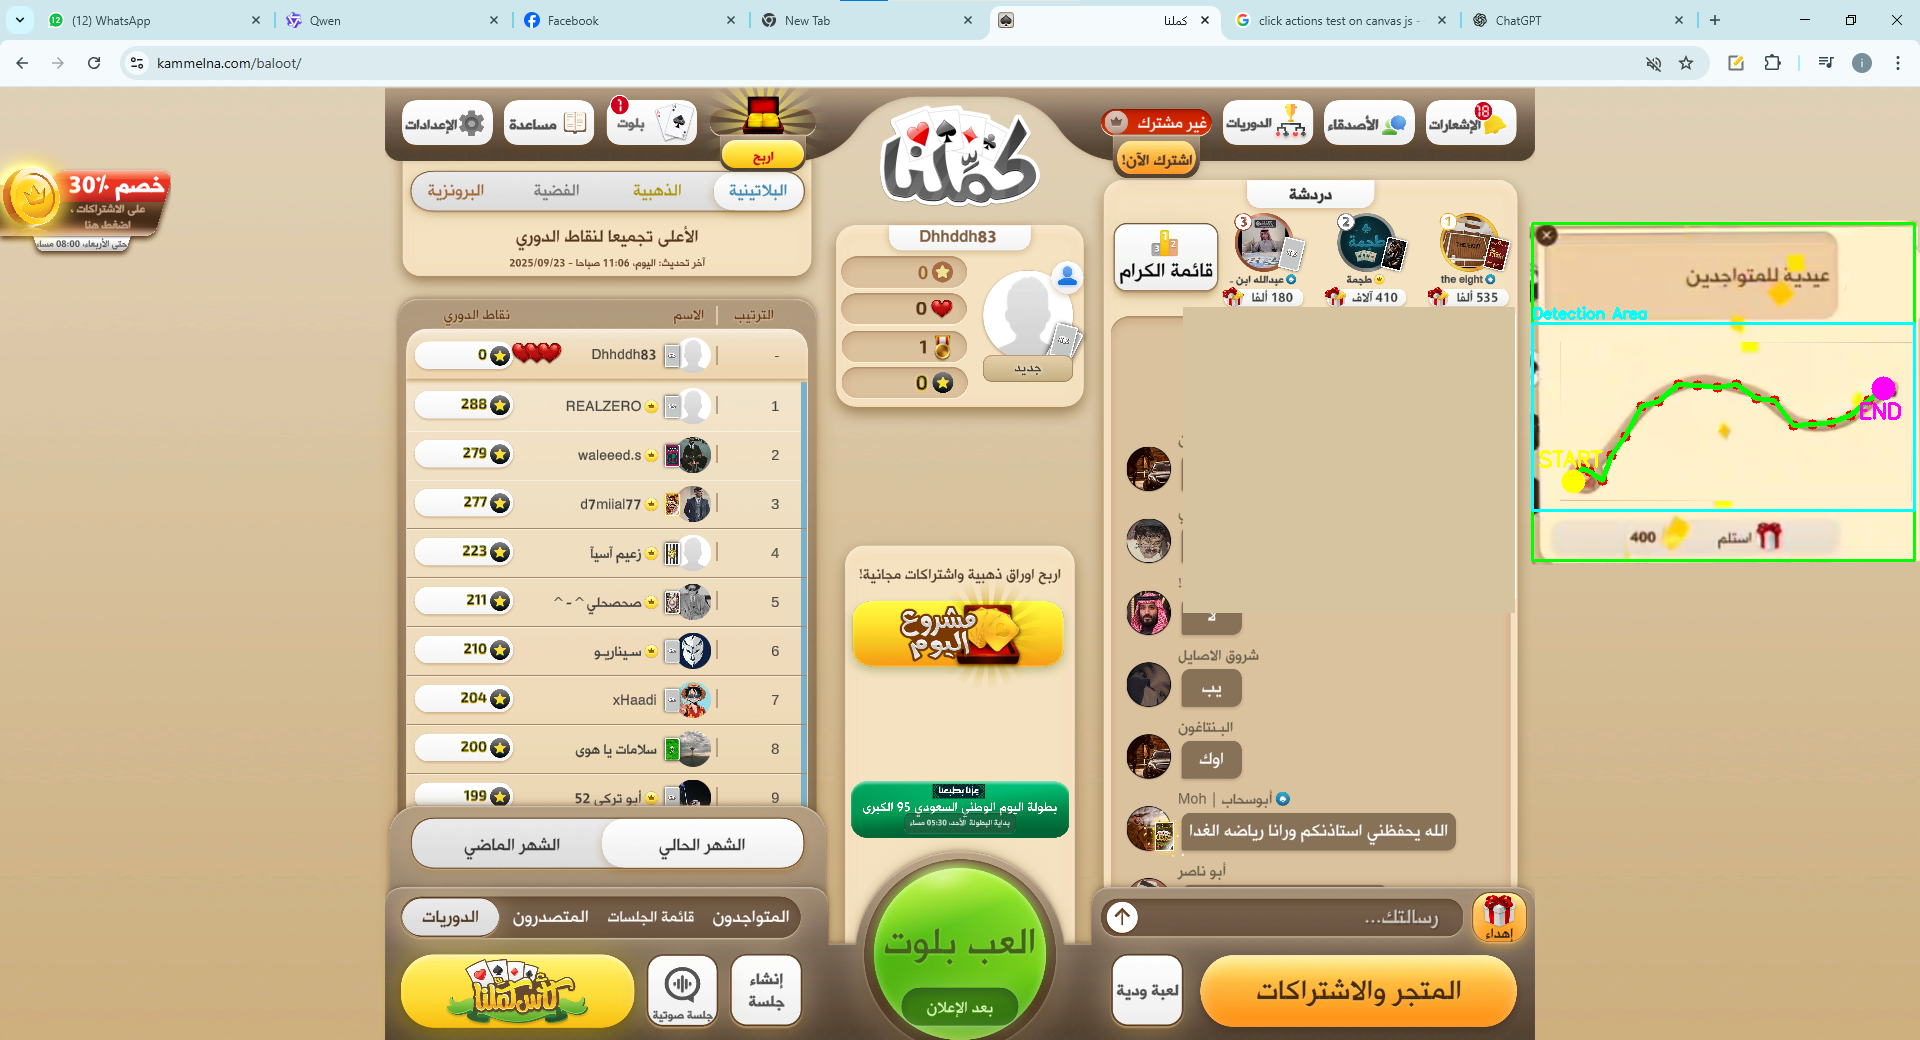 (12) WhatsApp
Qwen
Facebook
New Tab
كملنا
click actions test on canvas js -
ChatGPT
kammelna.com/baloot/
i
الإعدادات
مساعدة
بلوت
1
اربح
كملنا
غير مشترك
اشترك الآن!
الدوريات
الأصدقاء
الإشعارات
18
خصم 30%
على الاشتراكات ،
اضغط هنا
حتى الأربعاء، 08:00 مساء
البلاتينية
الذهبية
الفضية
البرونزية
الأعلى تجميعا لنقاط الدوري
آخر تحديث: اليوم، 11:06 صباحا - 2025/09/23
الترتيب
الاسم
نقاط الدوري
-
Dhhddh83
0
1
REALZERO
288
2
waleeed.s
279
3
d7miial77
277
4
زعيم آسيآ
223
5
صحصحلي^-^
211
6
سيناريـو
210
7
xHaadi
204
8
سلامات يا هوى
200
9
أبو تركي 52
199
الشهر الحالي
الشهر الماضي
المتواجدون
قائمة الجلسات
المتصدرون
الدوريات
كأس كملنا
جلسة صوتية
إنشاء
جلسة
Dhhddh83
0
0
1
0
جديد
اربح اوراق ذهبية واشتراكات مجانية!
مشروع
اليوم
عزنا بطبعنا
بطولة اليوم الوطني السعودي 95 الكبرى
بداية البطولة الأحد، 05:30 مساء
العب بلوت
بعد الإعلان
دردشة
قائمة الكرام
3
عبدالله ابن ..
180 ألفا
2
طجمة
410 آلاف
1
the eight
535 ألفا
لا
شروق الاصايل
يب
البـنتاغون
اوك
أبوسحاب | Moh
الله يحفظني استاذنكم ورانا رياضه الغدا
أبو ناصر
رسالتك...
إهداء
لعبة ودية
المتجر والاشتراكات
عيدية للمتواجدين
Detection Area
START
END
استلم
400